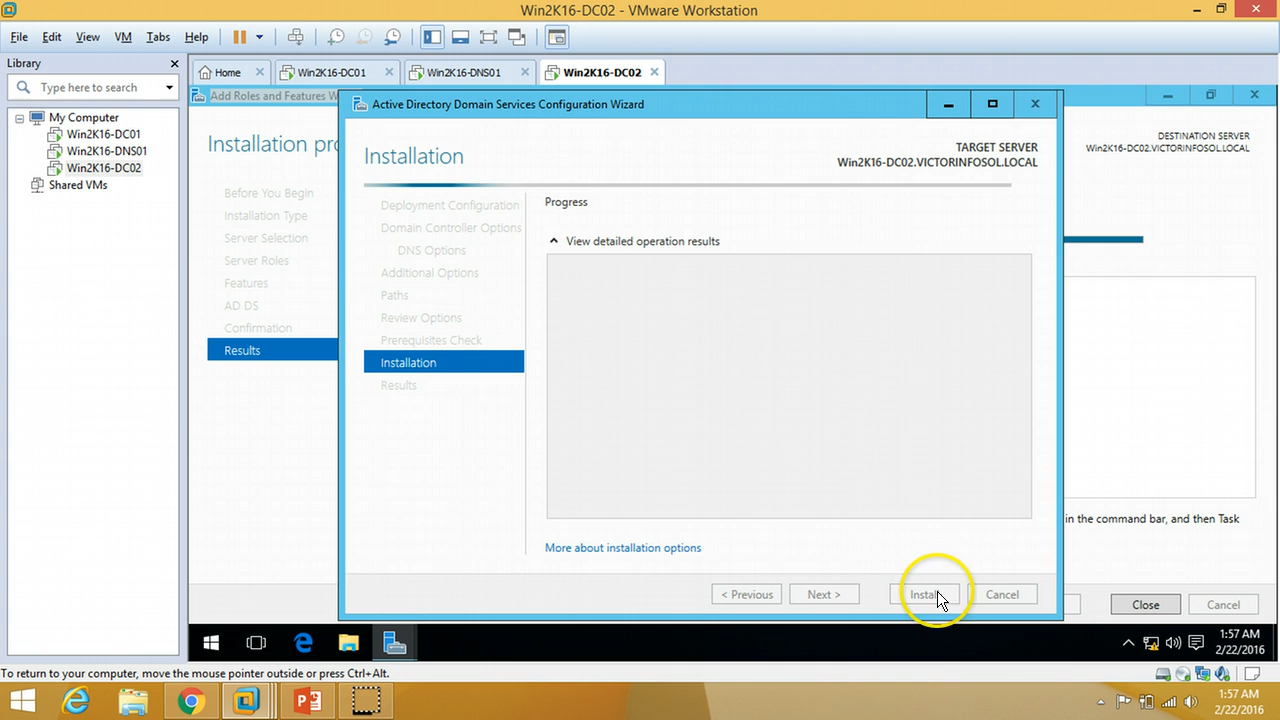 Win2K16-DC02 - VMware Workstation
File Edit View VM Tabs Help
Library
Type here to search
My Computer
Win2K16-DC01
Win2K16-DNS01
Win2K16-DC02
Shared VMs
Home
Win2K16-DC01
Win2K16-DNS01
Win2K16-DC02
Add Roles and Features W
Installation pro
DESTINATION SERVER
Win2K16-DC02.VICTORINFOSOL.LOCAL
Before You Begin
Installation Type
Server Selection
Server Roles
Features
AD DS
Confirmation
Results
Active Directory Domain Services Configuration Wizard
Installation
TARGET SERVER
Win2K16-DC02.VICTORINFOSOL.LOCAL
Deployment Configuration
Domain Controller Options
DNS Options
Additional Options
Paths
Review Options
Prerequisites Check
Installation
Results
Progress
View detailed operation results
More about installation options
< Previous
Next >
Install
Cancel
in the command bar, and then Task
Close
Cancel
1:57 AM
2/22/2016
To return to your computer, move the mouse pointer outside or press Ctrl+Alt.
1:57 AM
2/22/2016